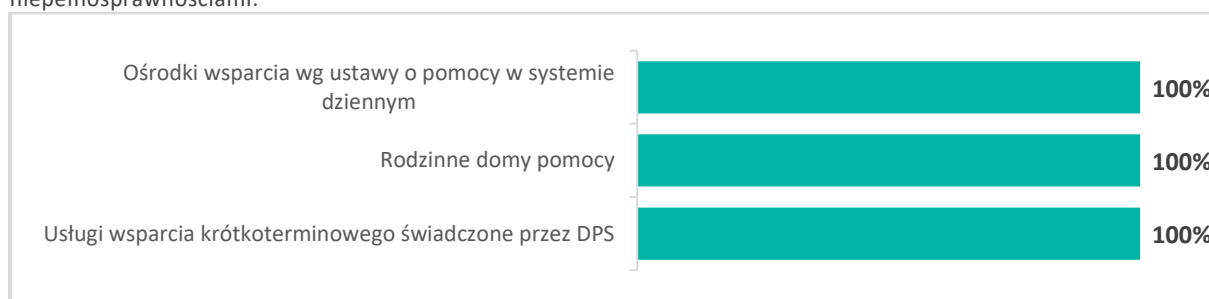 niepełnosprawnościami.
Ośrodki wsparcia wg ustawy o pomocy w systemie
dziennym
100%
Rodzinne domy pomocy
100%
Usługi wsparcia krótkoterminowego świadczone przez DPS
100%